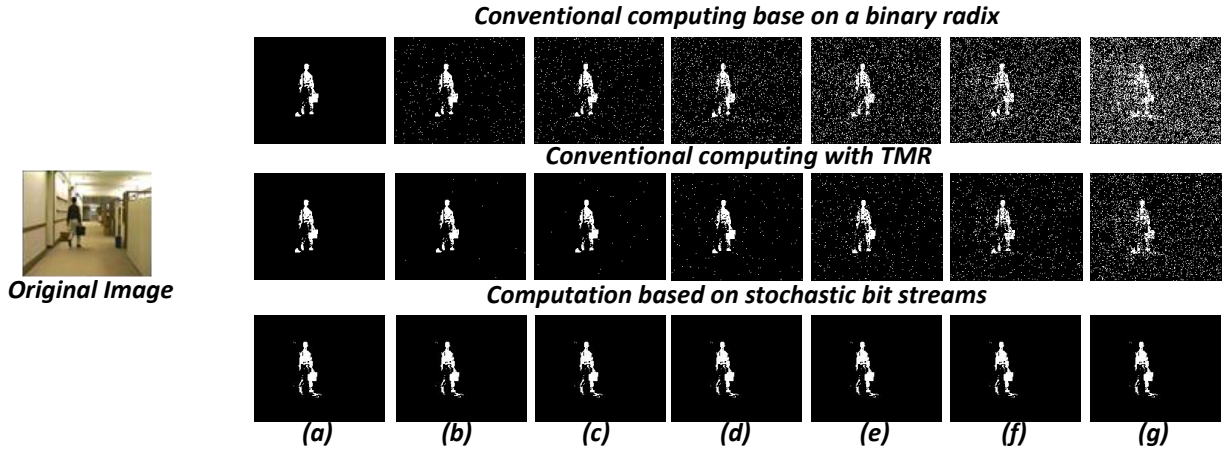 Conventional computing base on a binary radix
Conventional computing with TMR
Original Image
Computation based on stochastic bit streams
(a) (b) (c) (d) (e) (f) (g)